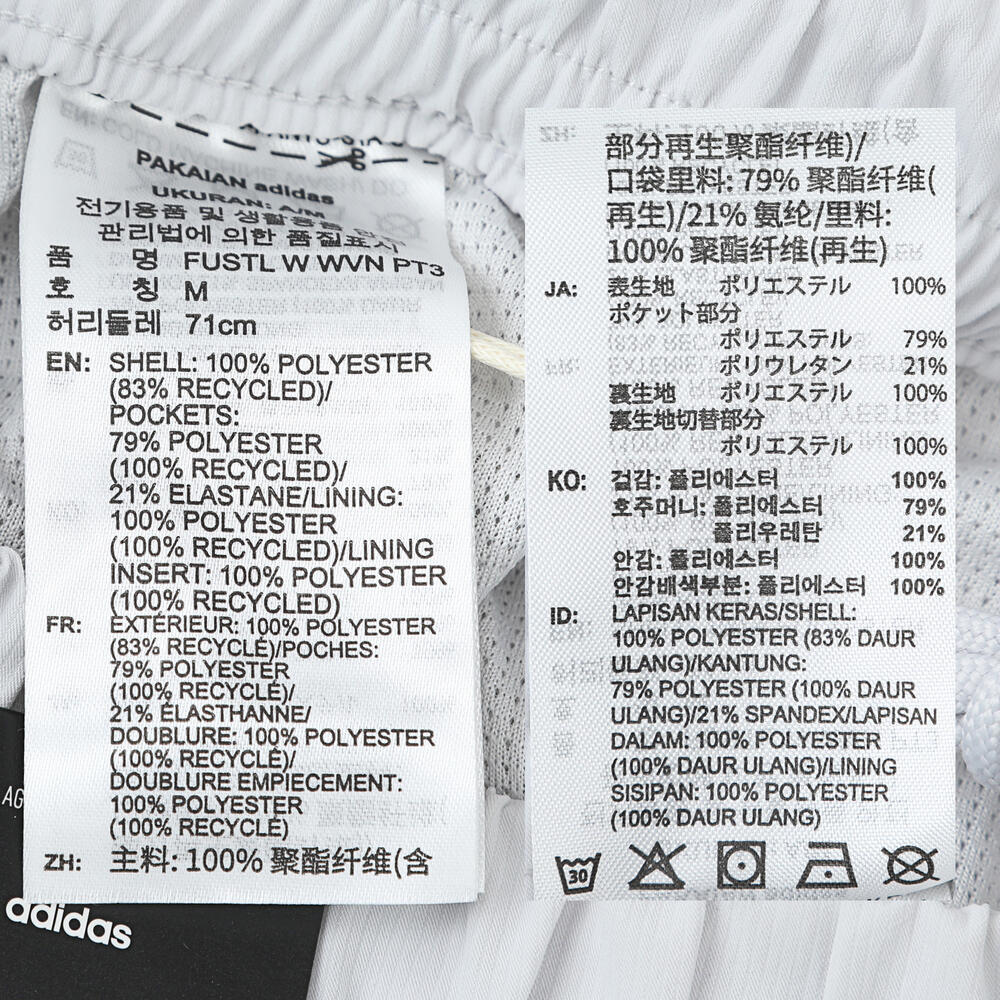 PAKAIAN adidas
UKURAN: A/M
전기용품 및 생활용품 안전
관리법에 의한 품질표시
품 명 FUSTL W WVN PT3
호 칭 M
허리둘레 71cm
EN: SHELL: 100% POLYESTER
(83% RECYCLED)/
POCKETS:
79% POLYESTER
(100% RECYCLED)/
21% ELASTANE/LINING:
100% POLYESTER
(100% RECYCLED)/LINING
INSERT: 100% POLYESTER
(100% RECYCLED)
FR: EXTÉRIEUR: 100% POLYESTER
(83% RECYCLÉ)/POCHES:
79% POLYESTER
(100% RECYCLÉ)/
21% ÉLASTHANNE/
DOUBLURE: 100% POLYESTER
(100% RECYCLÉ)/
DOUBLURE EMPIECEMENT:
100% POLYESTER
(100% RECYCLÉ)
ZH: 主料: 100% 聚酯纤维(含
AG
adidas
部分再生聚酯纤维)/
口袋里料: 79% 聚酯纤维(
再生)/21% 氨纶/里料:
100% 聚酯纤维(再生)
JA: 表生地 ポリエステル 100%
ポケット部分
ポリエステル 79%
ポリウレタン 21%
裏生地 ポリエステル 100%
裏生地切替部分
ポリエステル 100%
KO: 겉감: 폴리에스터 100%
호주머니: 폴리에스터 79%
폴리우레탄 21%
안감: 폴리에스터 100%
안감배색부분: 폴리에스터 100%
ID: LAPISAN KERAS/SHELL:
100% POLYESTER (83% DAUR
ULANG)/KANTUNG:
79% POLYESTER (100% DAUR
ULANG)/21% SPANDEX/LAPISAN
DALAM: 100% POLYESTER
(100% DAUR ULANG)/LINING
SISIPAN: 100% POLYESTER
(100% DAUR ULANG)
30